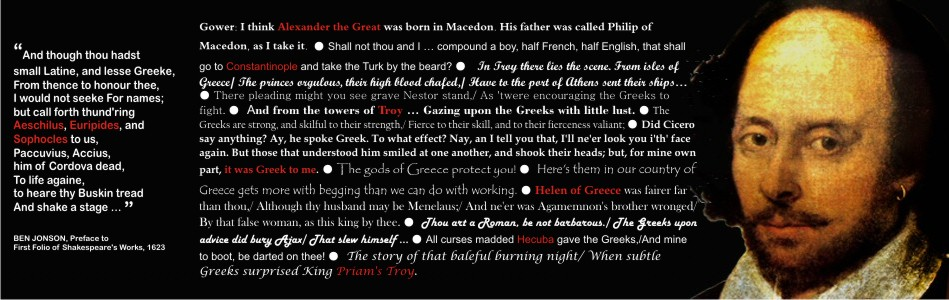 “And though thou hadst
small Latine, and lesse Greeke,
From thence to honour thee,
I would not seeke For names;
but call forth thund'ring
Aeschilus, Euripides, and
Sophocles to us,
Paccuvius, Accius,
him of Cordova dead,
To life againe,
to heare thy Buskin tread
And shake a stage ... ”
BEN JONSON, Preface to
First Folio of Shakespeare's Works, 1623
Gower: I think Alexander the Great was born in Macedon. His father was called Philip of
Macedon, as I take it. ● Shall not thou and I … compound a boy, half French, half English, that shall
go to Constantinople and take the Turk by the beard? ● In Troy there lies the scene. From isles of
Greece/ The princes orgulous, their high blood chafed,/ Have to the port of Athens sent their ships…
● There pleading might you see grave Nestor stand,/ As 'twere encouraging the Greeks to
fight. ● And from the towers of Troy … Gazing upon the Greeks with little lust. ● The
Greeks are strong, and skilful to their strength,/ Fierce to their skill, and to their fierceness valiant; ● Did Cicero
say anything? Ay, he spoke Greek. To what effect? Nay, an I tell you that, I'll ne'er look you i'th' face
again. But those that understood him smiled at one another, and shook their heads; but, for mine own
part, it was Greek to me. ● The gods of Greece protect you! ● Here's them in our country of
Greece gets more with begging than we can do with working. ● Helen of Greece was fairer far
than thou,/ Although thy husband may be Menelaus;/ And ne'er was Agamemnon's brother wronged/
By that false woman, as this king by thee. ● Thou art a Roman, be not barbarous./ The Greeks upon
advice did bury Ajax/ That slew himself … ● All curses madded Hecuba gave the Greeks,/And mine
to boot, be darted on thee! ● The story of that baleful burning night/ When subtle
Greeks surprised King Priam's Troy.